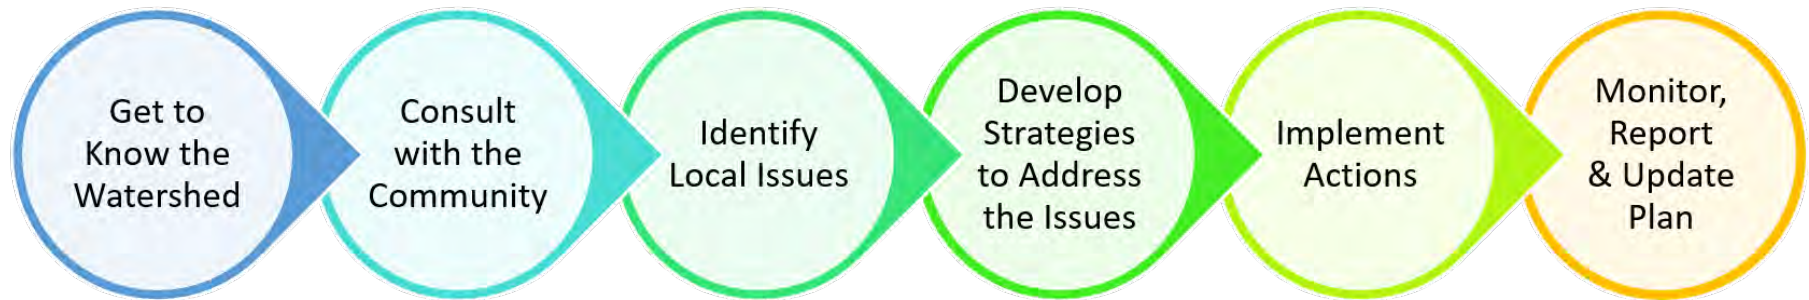 Get to
Know the
Watershed
Consult
with the
Community
Identify
Local Issues
Develop
Strategies
to Address
the Issues
Implement
Actions
Monitor,
Report
& Update
Plan